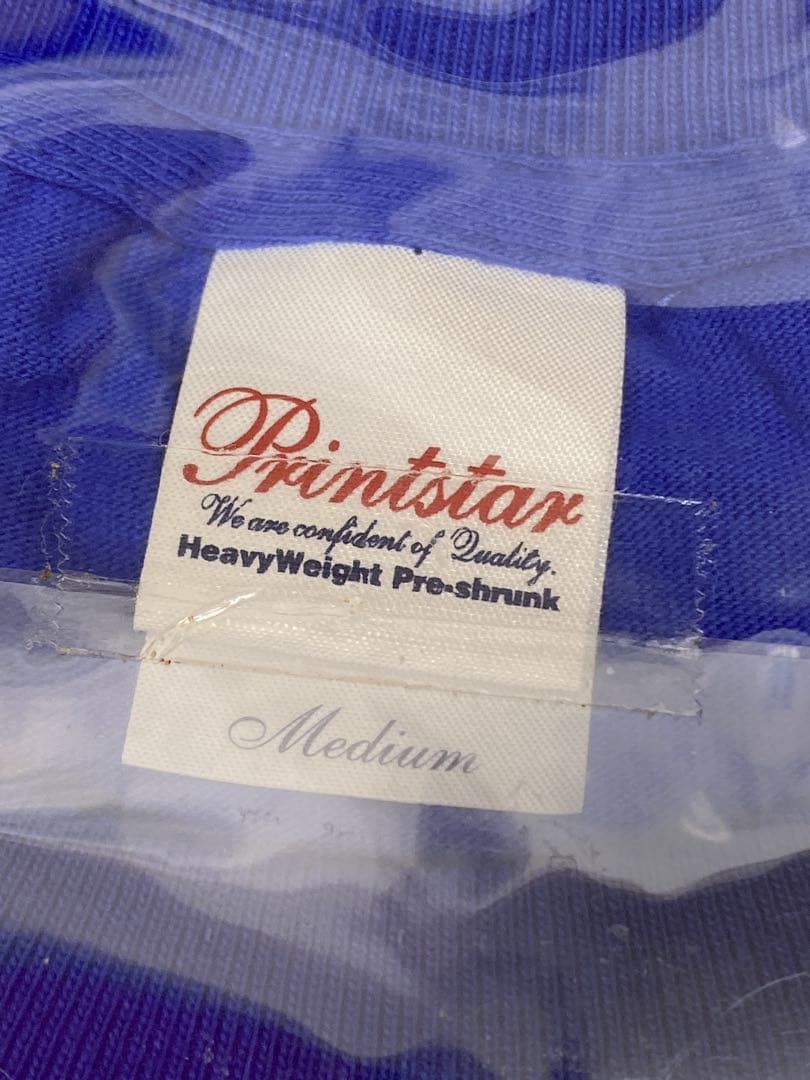 Printstar
We are confident of Quality.
HeavyWeight Pre-shrunk
Medium